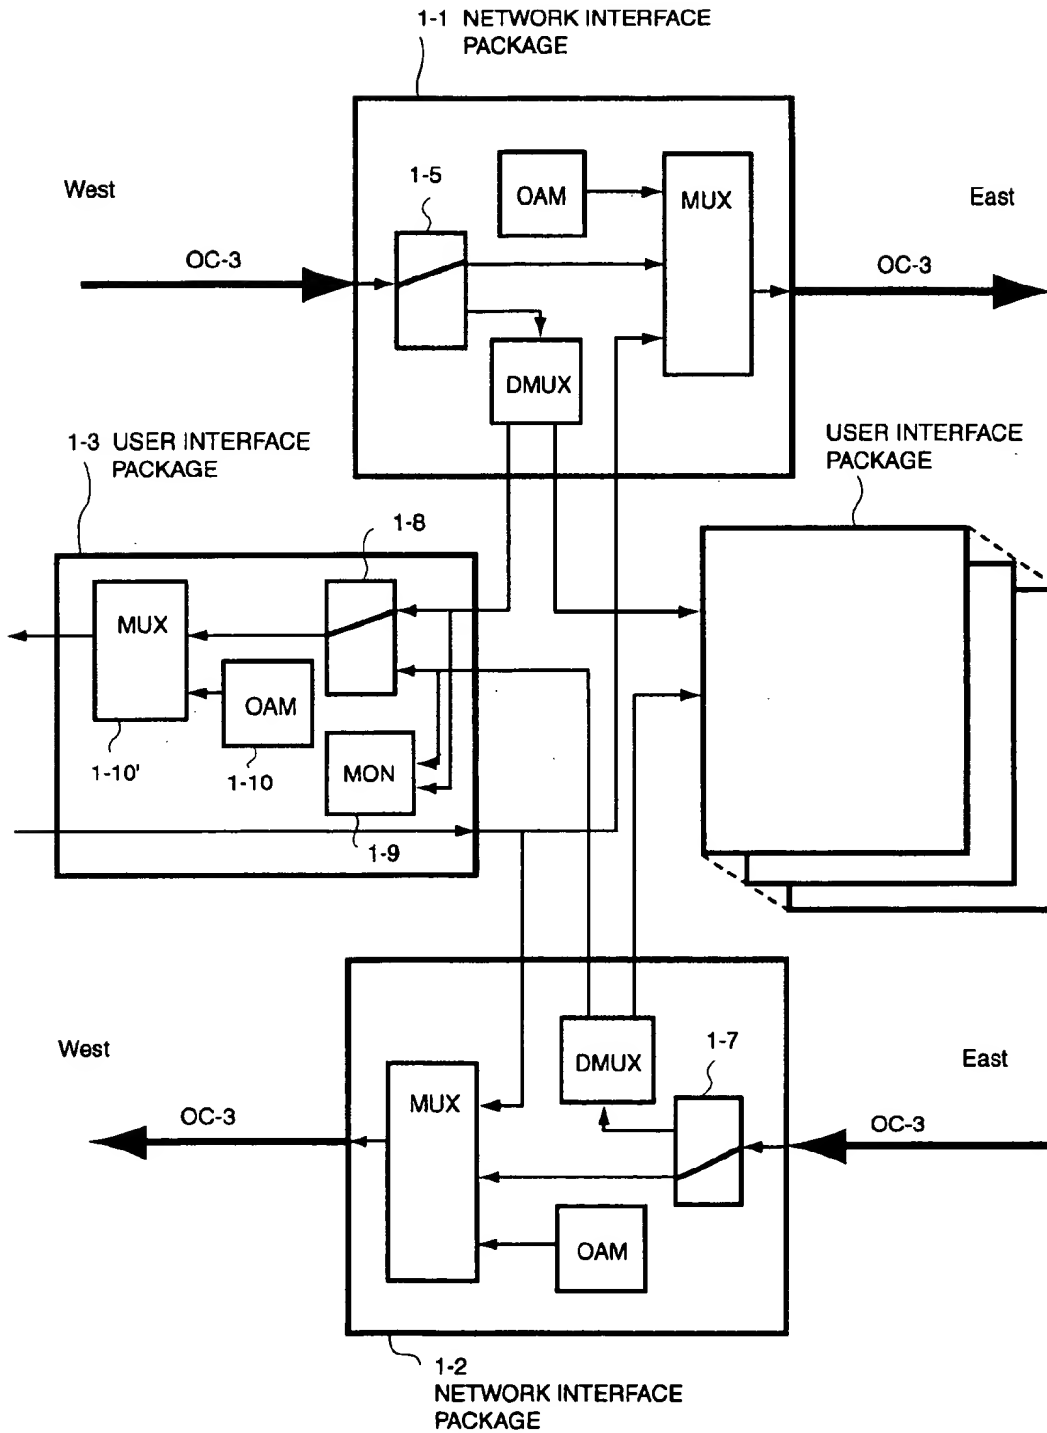 1-1 NETWORK INTERFACE
PACKAGE
West
1-5
OAM
MUX
East
OC-3
OC-3
DMUX
1-3 USER INTERFACE
PACKAGE
USER INTERFACE
PACKAGE
1-8
MUX
OAM
1-10'
1-10
MON
1-9
West
DMUX
1-7
East
MUX
OC-3
OC-3
OAM
1-2
NETWORK INTERFACE
PACKAGE